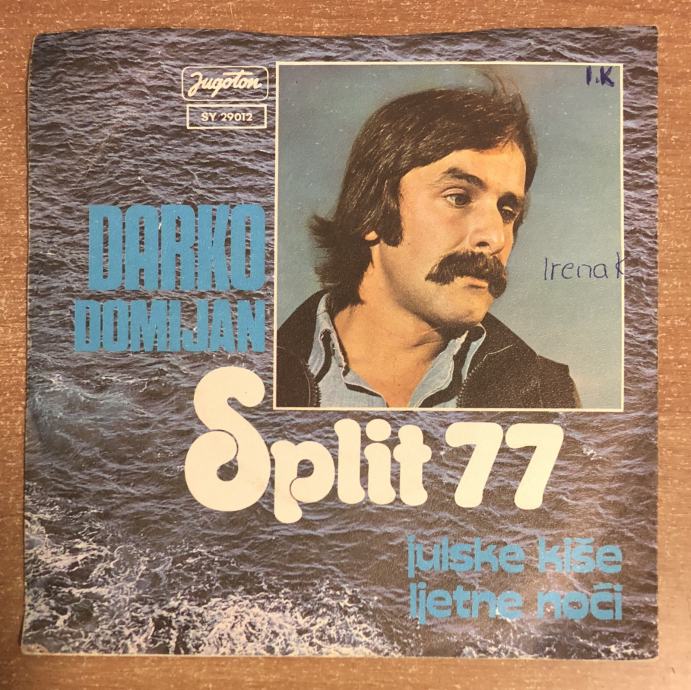 Jugoton
SY 29012
I.K
DARKO
DOMIJAN
Irena K
Split 77
julske kiše
ljetne noći